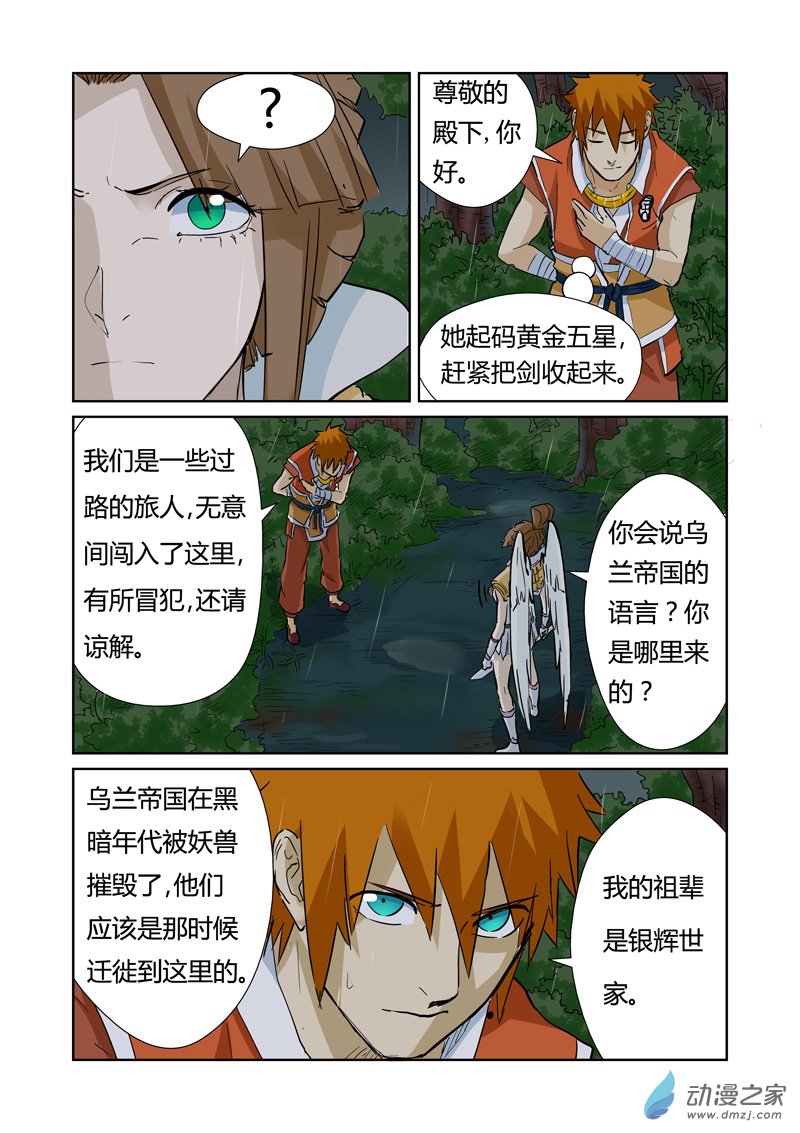 ?
尊敬的
殿下,你
好。
她起码黄金五星，
赶紧把剑收起来。
我们是一些过
路的旅人,无意
间闯入了这里,
有所冒犯,还请
谅解。
你会说乌
兰帝国的
语言？你
是哪里来
的？
乌兰帝国在黑
暗年代被妖兽
摧毁了,他们
应该是那时候
迁徙到这里的。
我的祖辈
是银辉世
家。
动漫之家
www.dmzj.com